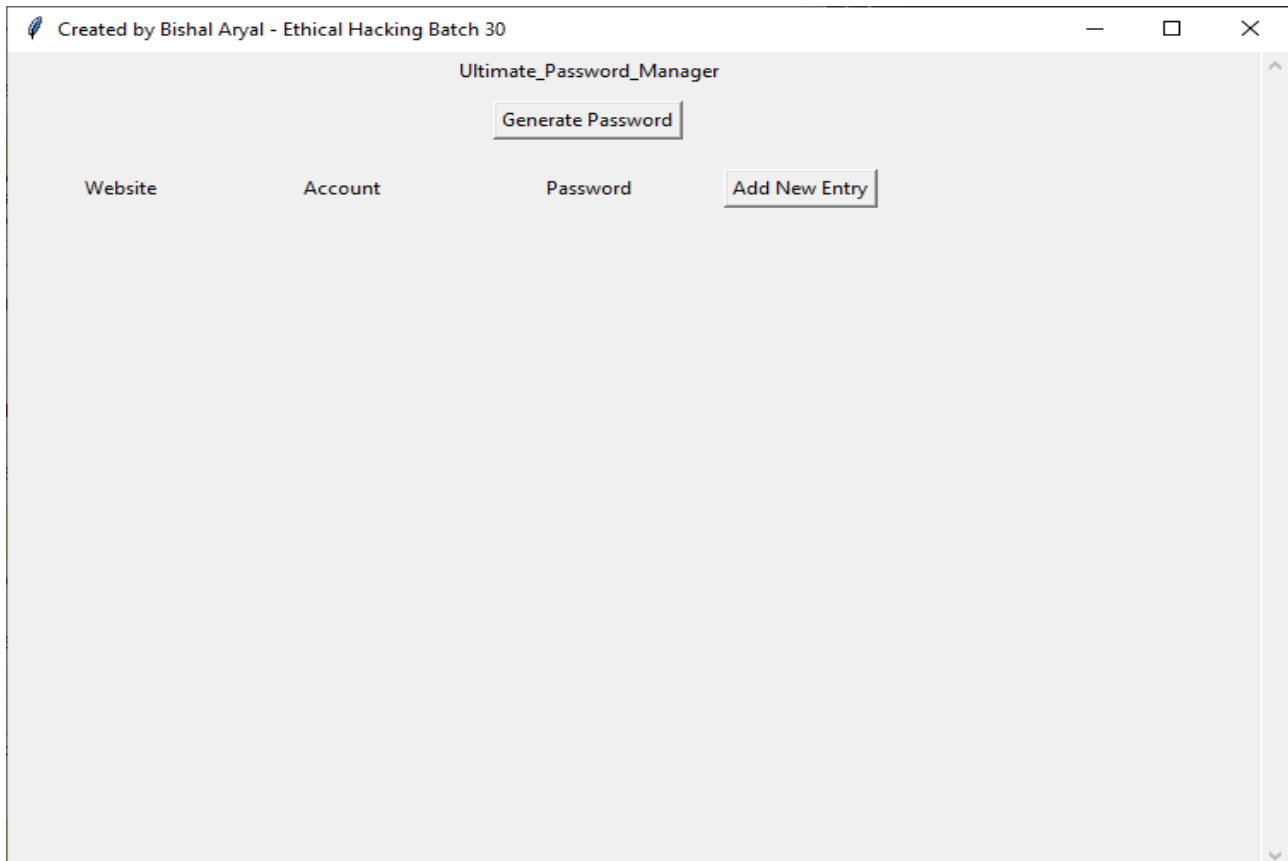 Created by Bishal Aryal - Ethical Hacking Batch 30
Ultimate_Password_Manager
Generate Password
Website Account Password Add New Entry